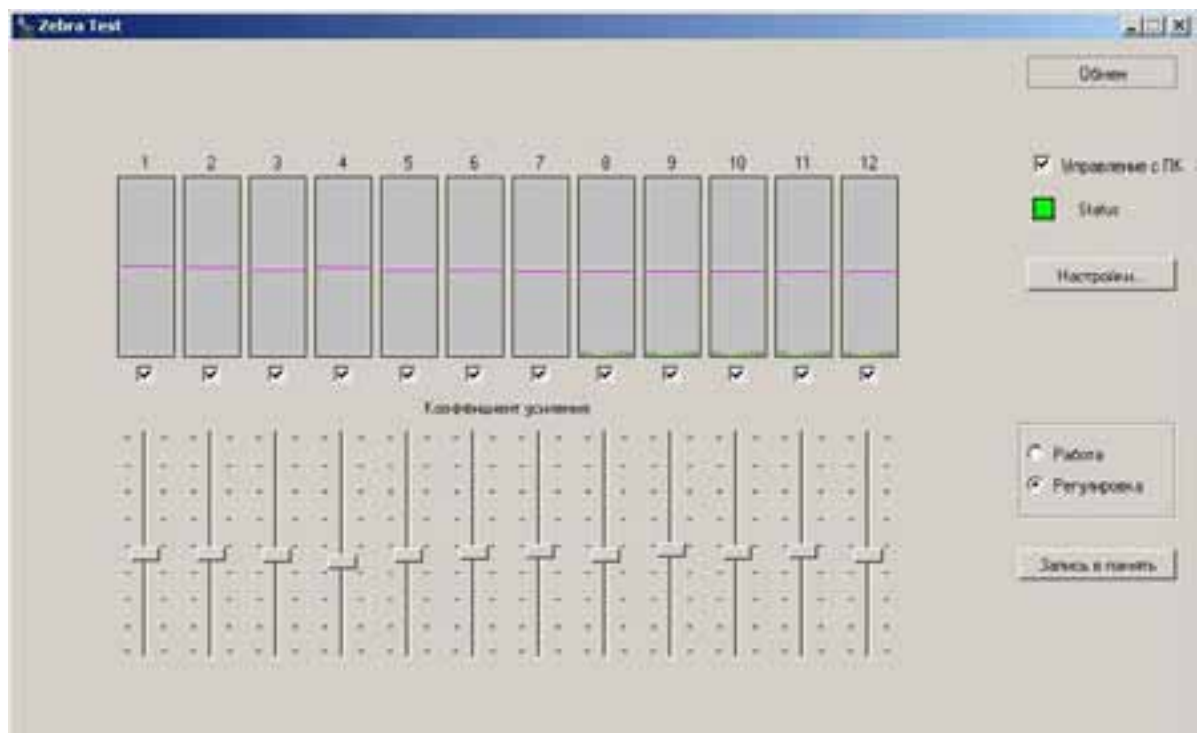 Zebra Test
Обмен
1 2 3 4 5 6 7 8 9 10 11 12
Управление с ПК
Status
Настройки...
Коэффициент усиления
Работа
Регулировка
Запись в память